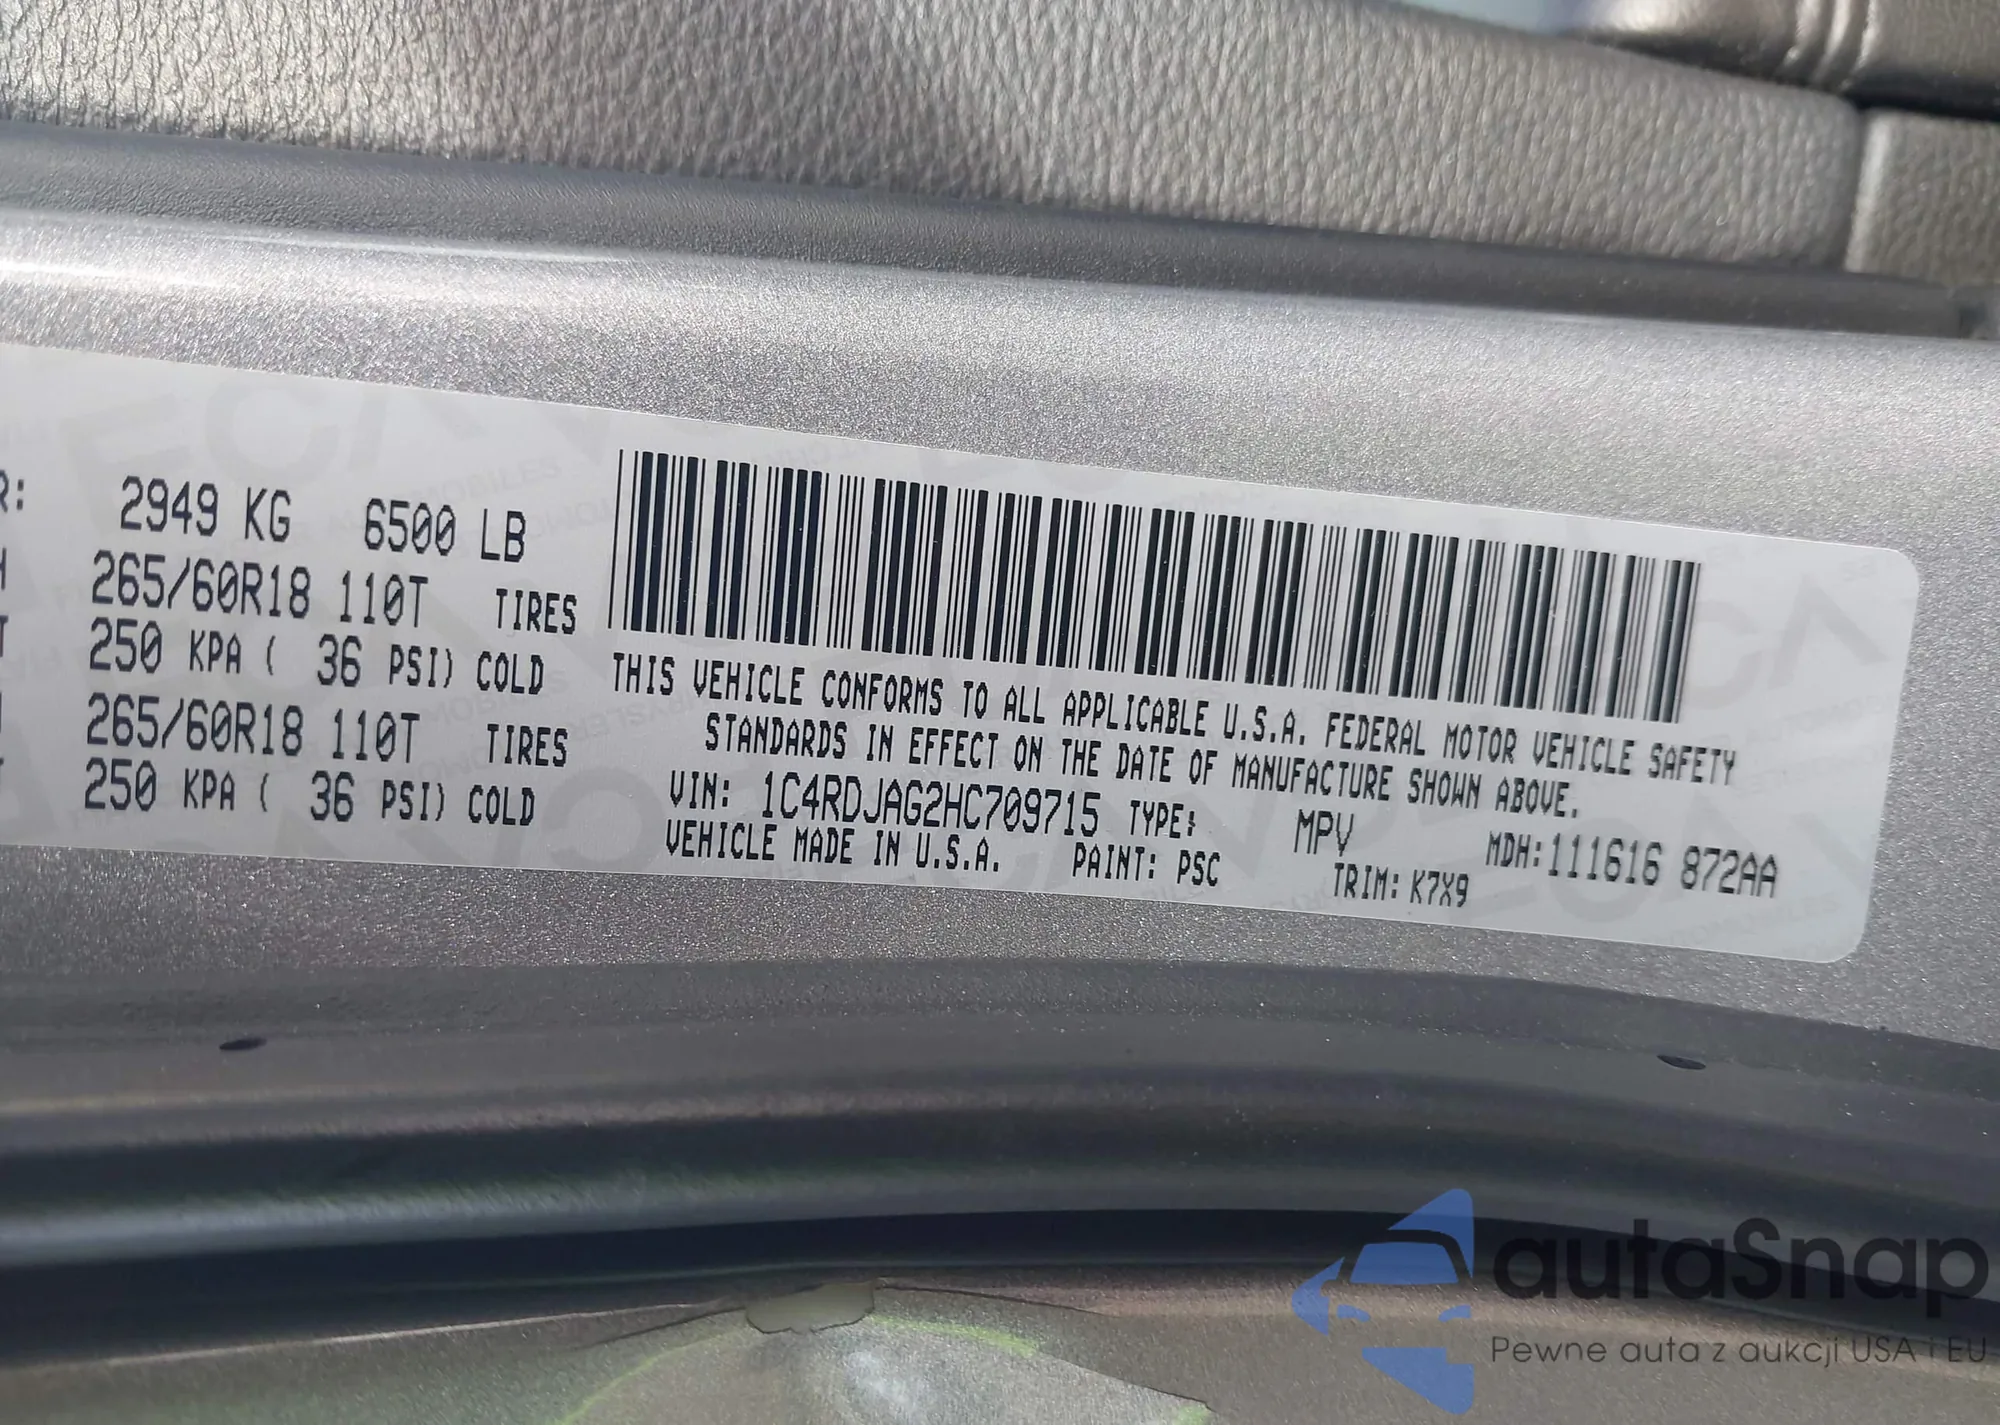 R: 2949 KG 6500 LB
265/60R18 110T TIRES
250 KPA ( 36 PSI) COLD
265/60R18 110T TIRES
250 KPA ( 36 PSI) COLD
THIS VEHICLE CONFORMS TO ALL APPLICABLE U.S.A. FEDERAL MOTOR VEHICLE SAFETY
STANDARDS IN EFFECT ON THE DATE OF MANUFACTURE SHOWN ABOVE.
VIN: 1C4RDJAG2HC709715 TYPE: MPV MDH:111616 872AA
VEHICLE MADE IN U.S.A. PAINT: PSC TRIM: K7X9
autaSnap
Pewne auta z aukcji USA i EU